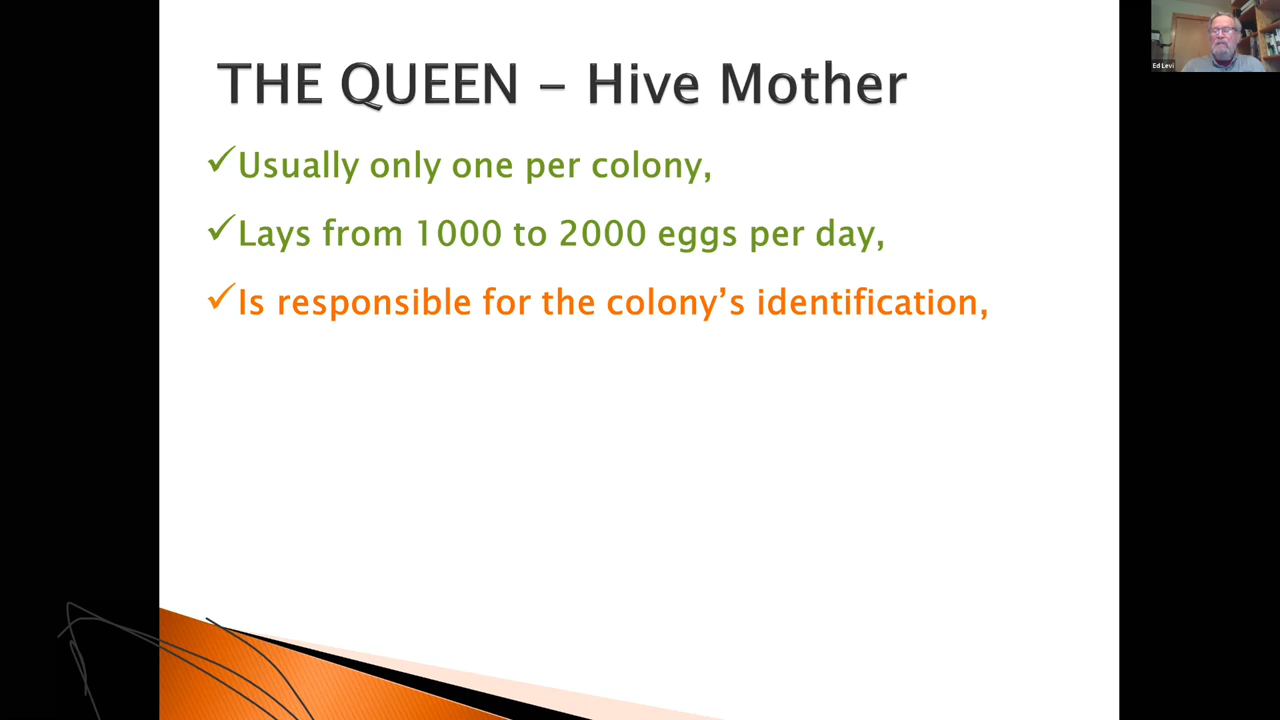 THE QUEEN – Hive Mother
✓Usually only one per colony,
✓Lays from 1000 to 2000 eggs per day,
✓Is responsible for the colony’s identification,
Ed Levi